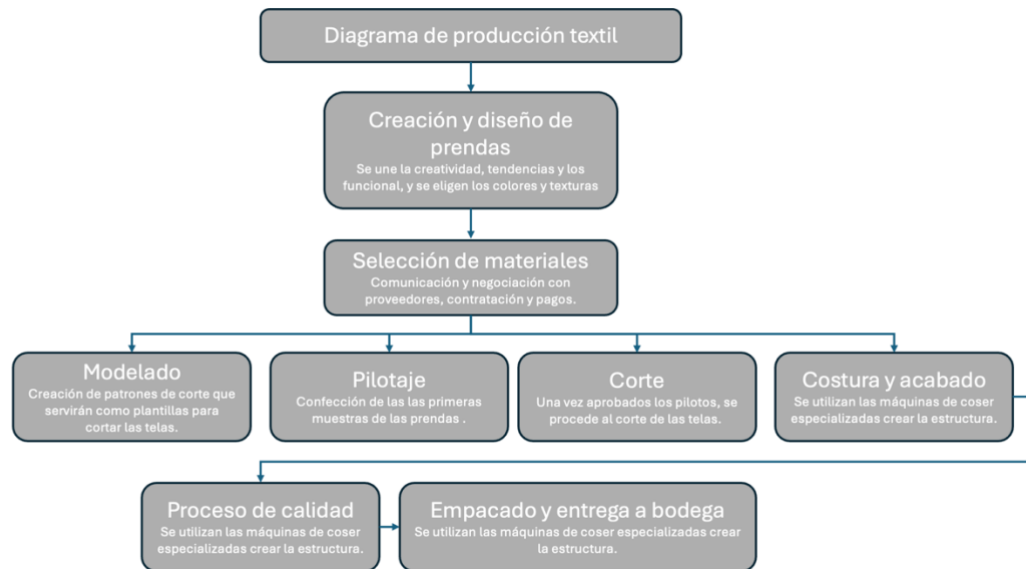 Diagrama de producción textil
Creación y diseño de
prendas
Se une la creatividad, tendencias y los
funcional, y se eligen los colores y texturas
Selección de materiales
Comunicación y negociación con
proveedores, contratación y pagos.
Modelado
Creación de patrones de corte que
servirán como plantillas para
cortar las telas.
Pilotaje
Confección de las las primeras
muestras de las prendas .
Corte
Una vez aprobados los pilotos, se
procede al corte de las telas.
Costura y acabado
Se utilizan las máquinas de coser
especializadas crear la estructura.
Proceso de calidad
Se utilizan las máquinas de coser
especializadas crear la estructura.
Empacado y entrega a bodega
Se utilizan las máquinas de coser especializadas crear
la estructura.